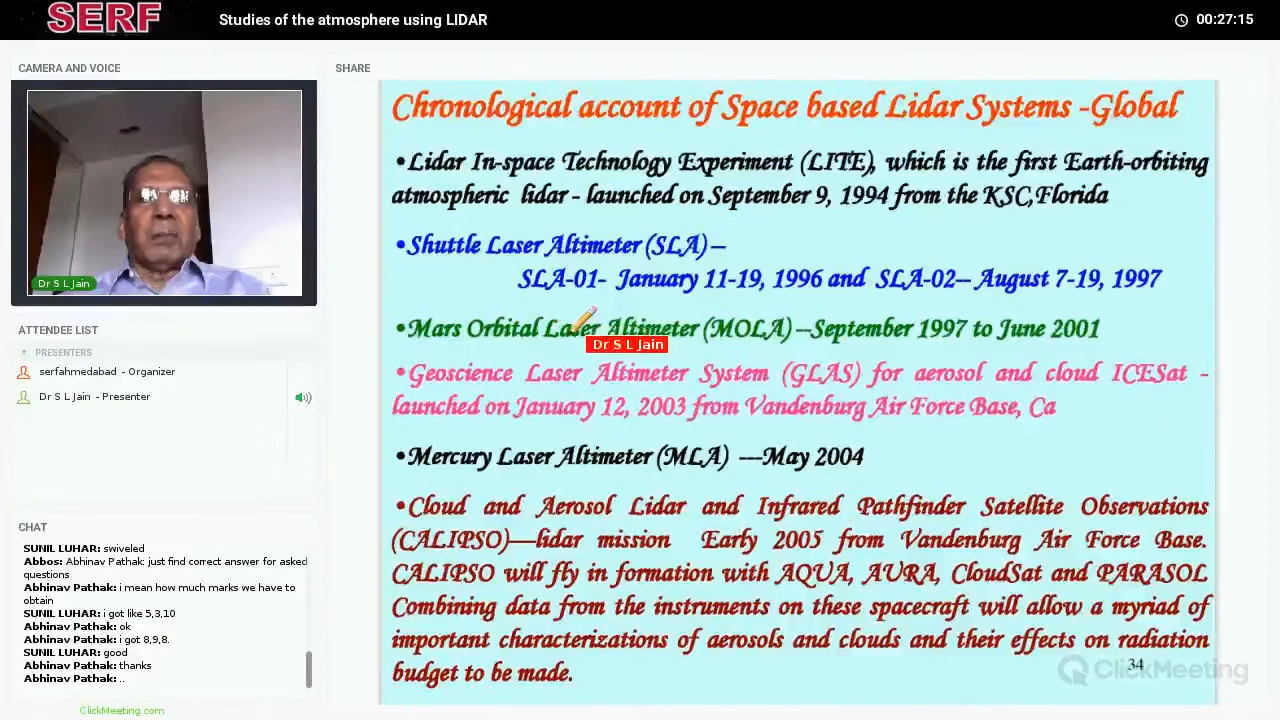 SERF
Studies of the atmosphere using LIDAR
00:27:15
CAMERA AND VOICE
SHARE
Dr S L Jain
ATTENDEE LIST
PRESENTERS
serfahmedabad - Organizer
Dr S L Jain - Presenter
CHAT
SUNIL LUHAR: swiveled
Abbos: Abhinav Pathak: just find correct answer for asked
questions
Abhinav Pathak: i mean how much marks we have to
obtain
SUNIL LUHAR: i got like 5,3,10
Abhinav Pathak: ok
Abhinav Pathak: i got 8,9,8.
SUNIL LUHAR: good
Abhinav Pathak: thanks
Abhinav Pathak: ..
ClickMeeting.com
Chronological account of Space based Lidar Systems -Global
•Lidar In-space Technology Experiment (LITE), which is the first Earth-orbiting
atmospheric lidar - launched on September 9, 1994 from the KSC,Florida
•Shuttle Laser Altimeter (SLA) –
SLA-01- January 11-19, 1996 and SLA-02-- August 7-19, 1997
•Mars Orbital Laser Altimeter (MOLA) --September 1997 to June 2001
Dr S L Jain
•Geoscience Laser Altimeter System (GLAS) for aerosol and cloud ICESat -
launched on January 12, 2003 from Vandenburg Air Force Base, Ca
•Mercury Laser Altimeter (MLA) ---May 2004
•Cloud and Aerosol Lidar and Infrared Pathfinder Satellite Observations
(CALIPSO)—lidar mission Early 2005 from Vandenburg Air Force Base.
CALIPSO will fly in formation with AQUA, AURA, CloudSat and PARASOL
Combining data from the instruments on these spacecraft will allow a myriad of
important characterizations of aerosols and clouds and their effects on radiation
budget to be made.
34
ClickMeeting